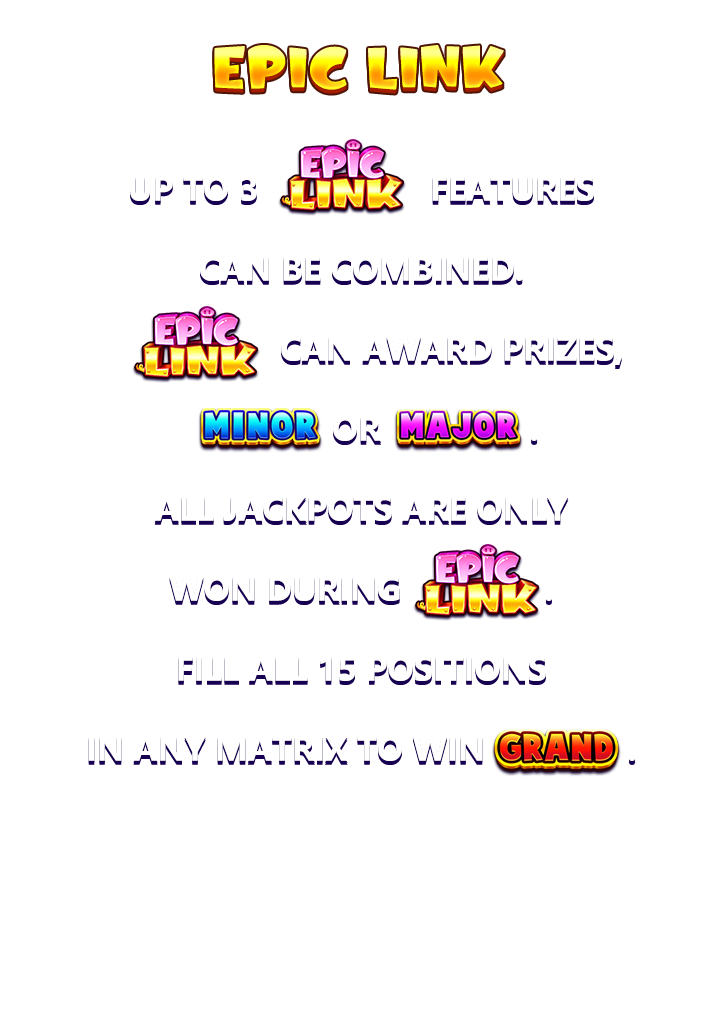 EPIC LINK
UP TO 3 EPIC LINK FEATURES
CAN BE COMBINED.
EPIC LINK CAN AWARD PRIZES,
MINOR OR MAJOR.
ALL JACKPOTS ARE ONLY
WON DURING EPIC LINK.
FILL ALL 15 POSITIONS
IN ANY MATRIX TO WIN GRAND.